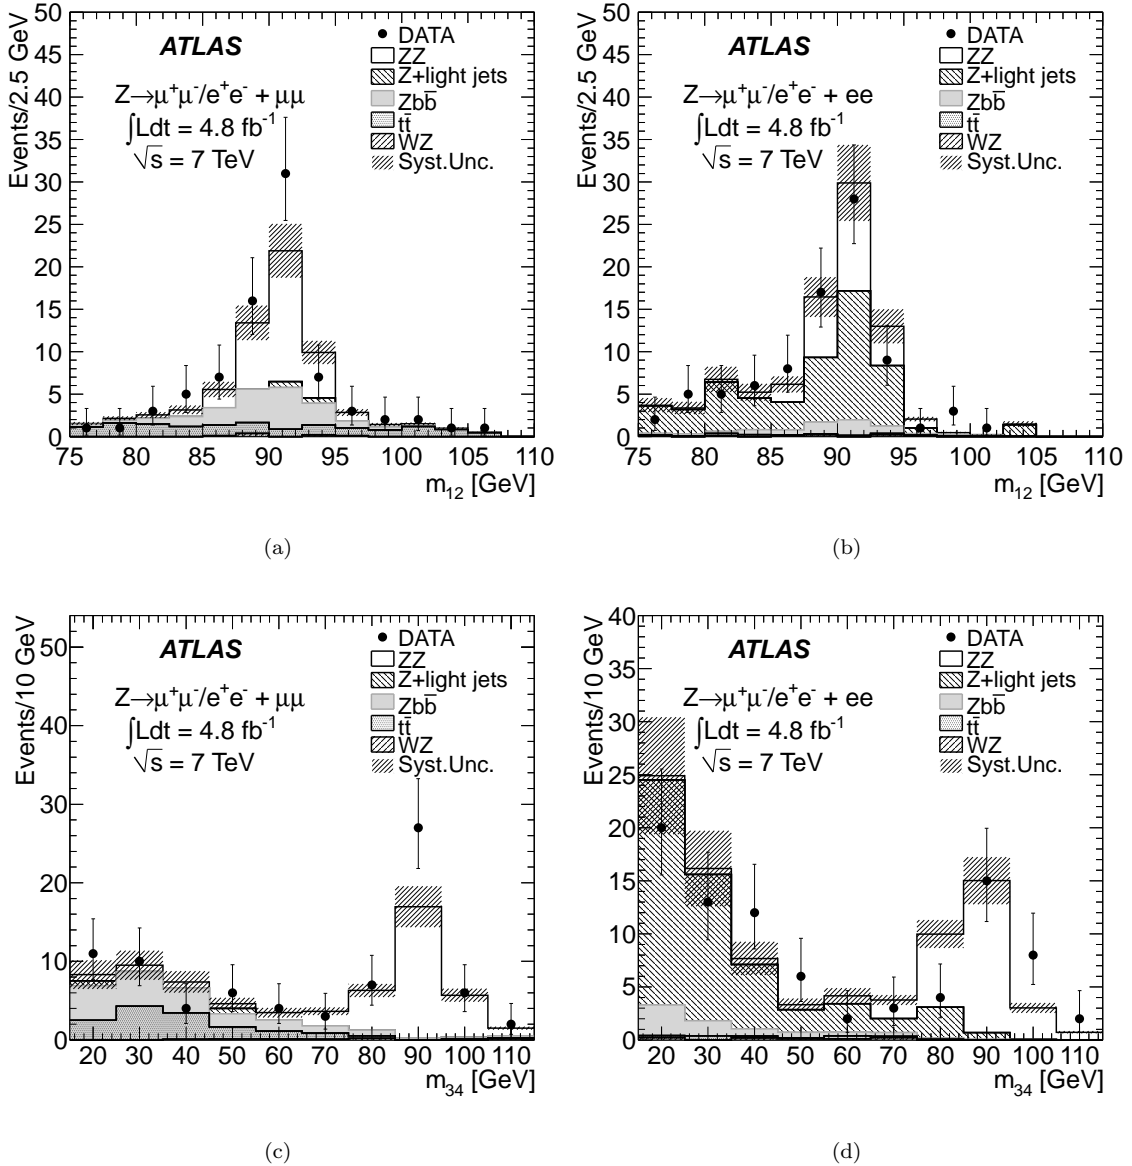 Events/2.5 GeV
50
45
40
35
30
25
20
15
10
5
0
ATLAS
Z→μ⁺μ⁻/e⁺e⁻ + μμ
∫Ldt = 4.8 fb⁻¹
√s = 7 TeV
DATA
ZZ
Z+light jets
Zbb̄
tt̄
WZ
Syst.Unc.
75 80 85 90 95 100 105 110
m₁₂ [GeV]
(a)
Events/2.5 GeV
50
45
40
35
30
25
20
15
10
5
0
ATLAS
Z→μ⁺μ⁻/e⁺e⁻ + ee
∫Ldt = 4.8 fb⁻¹
√s = 7 TeV
DATA
ZZ
Z+light jets
Zbb̄
tt̄
WZ
Syst.Unc.
75 80 85 90 95 100 105 110
m₁₂ [GeV]
(b)
Events/10 GeV
50
40
30
20
10
0
ATLAS
Z→μ⁺μ⁻/e⁺e⁻ + μμ
∫Ldt = 4.8 fb⁻¹
√s = 7 TeV
DATA
ZZ
Z+light jets
Zbb̄
tt̄
WZ
Syst.Unc.
20 30 40 50 60 70 80 90 100 110
m₃₄ [GeV]
(c)
Events/10 GeV
40
35
30
25
20
15
10
5
0
ATLAS
Z→μ⁺μ⁻/e⁺e⁻ + ee
∫Ldt = 4.8 fb⁻¹
√s = 7 TeV
DATA
ZZ
Z+light jets
Zbb̄
tt̄
WZ
Syst.Unc.
20 30 40 50 60 70 80 90 100 110
m₃₄ [GeV]
(d)